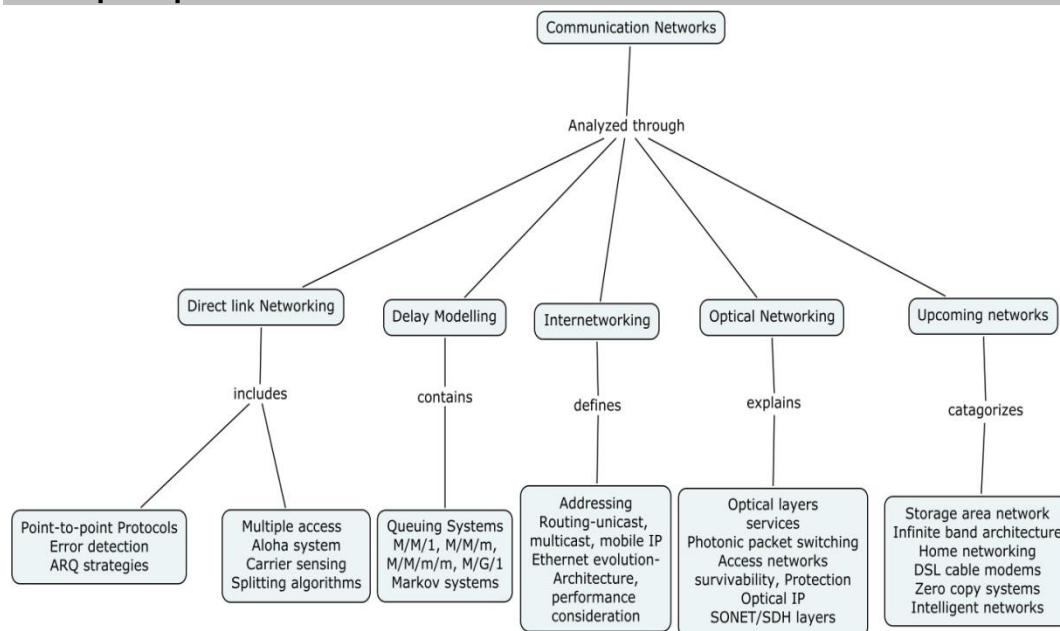 Communication Networks
Analyzed through
Direct link Networking
Delay Modelling
Internetworking
Optical Networking
Upcoming networks
includes
contains
defines
explains
catagorizes
Point-to-point Protocols
Error detection
ARQ strategies
Multiple access
Aloha system
Carrier sensing
Splitting algorithms
Queuing Systems
M/M/1, M/M/m,
M/M/m/m, M/G/1
Markov systems
Addressing
Routing-unicast,
multicast, mobile IP
Ethernet evolution-
Architecture,
performance
consideration
Optical layers
services
Photonic packet switching
Access networks
survivability, Protection
Optical IP
SONET/SDH layers
Storage area network
Infinite band architecture
Home networking
DSL cable modems
Zero copy systems
Intelligent networks